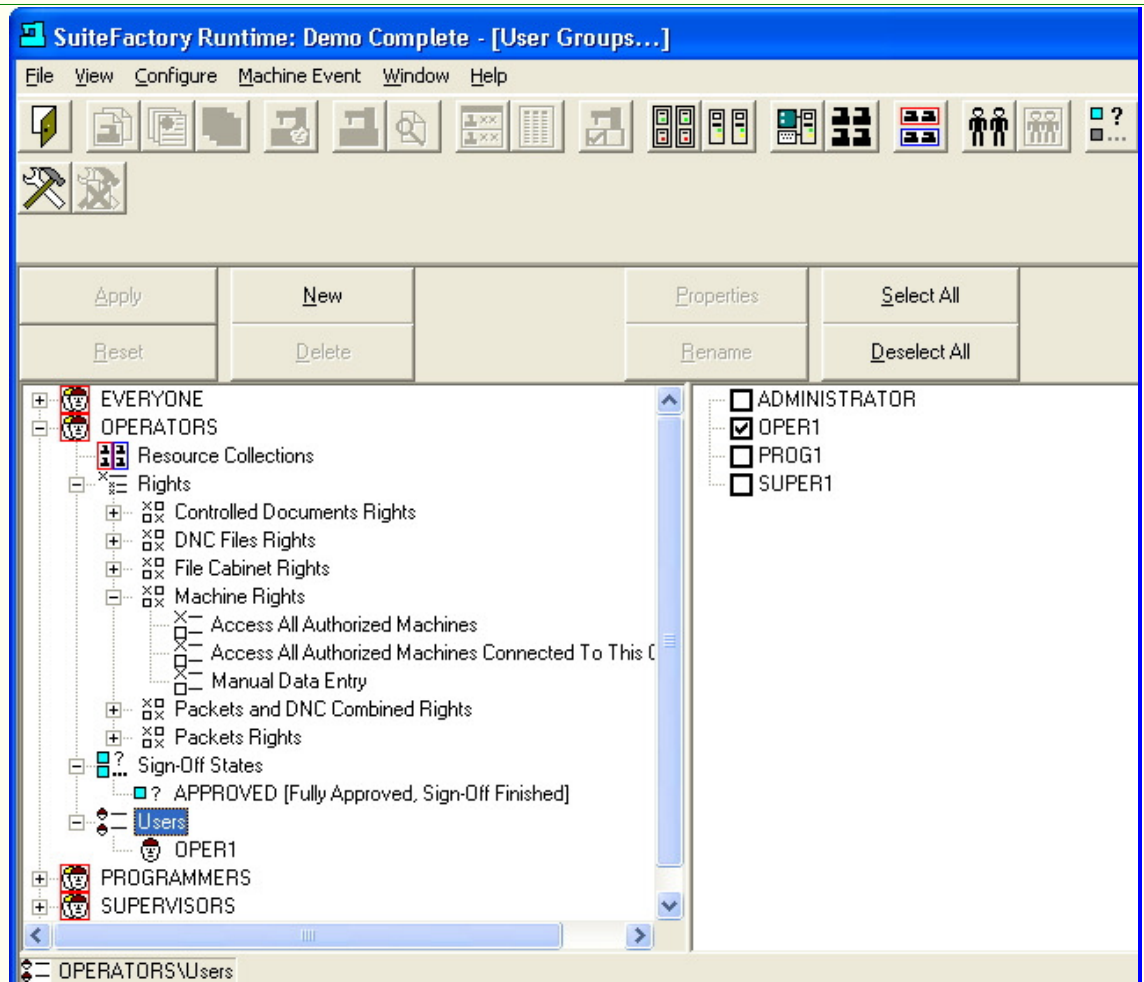 SuiteFactory Runtime: Demo Complete - [User Groups...]
File View Configure Machine Event Window Help
Apply New Properties Select All
Reset Delete Rename Deselect All
EVERYONE
OPERATORS
Resource Collections
Rights
Controlled Documents Rights
DNC Files Rights
File Cabinet Rights
Machine Rights
Access All Authorized Machines
Access All Authorized Machines Connected To This
Manual Data Entry
Packets and DNC Combined Rights
Packets Rights
Sign-Off States
APPROVED [Fully Approved, Sign-Off Finished]
Users
OPER1
PROGRAMMERS
SUPERVISORS
ADMINISTRATOR
OPER1
PROG1
SUPER1
OPERATORS\Users